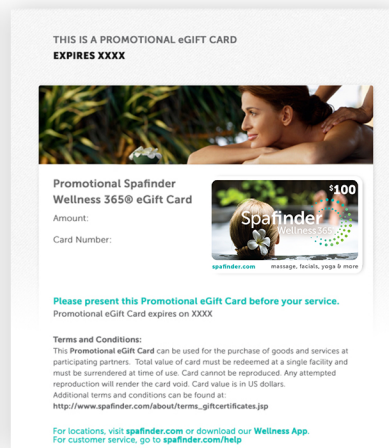 THIS IS A PROMOTIONAL eGIFT CARD
EXPIRES XXXX
Promotional Spafinder
Wellness 365® eGift Card
Amount:
Card Number:
$100
Spafinder
Wellness365
spafinder.com massage, facials, yoga & more
Please present this Promotional eGift Card before your service.
Promotional eGift Card expires on XXXX
Terms and Conditions:
This Promotional eGift Card can be used for the purchase of goods and services at
participating partners. Total value of card must be redeemed at a single facility and
must be surrendered at time of use. Card cannot be reproduced. Any attempted
reproduction will render the card void. Card value is in US dollars.
Additional terms and conditions can be found at:
http://www.spafinder.com/about/terms_giftcertificates.jsp
For locations, visit spafinder.com or download our Wellness App.
For customer service, go to spafinder.com/help